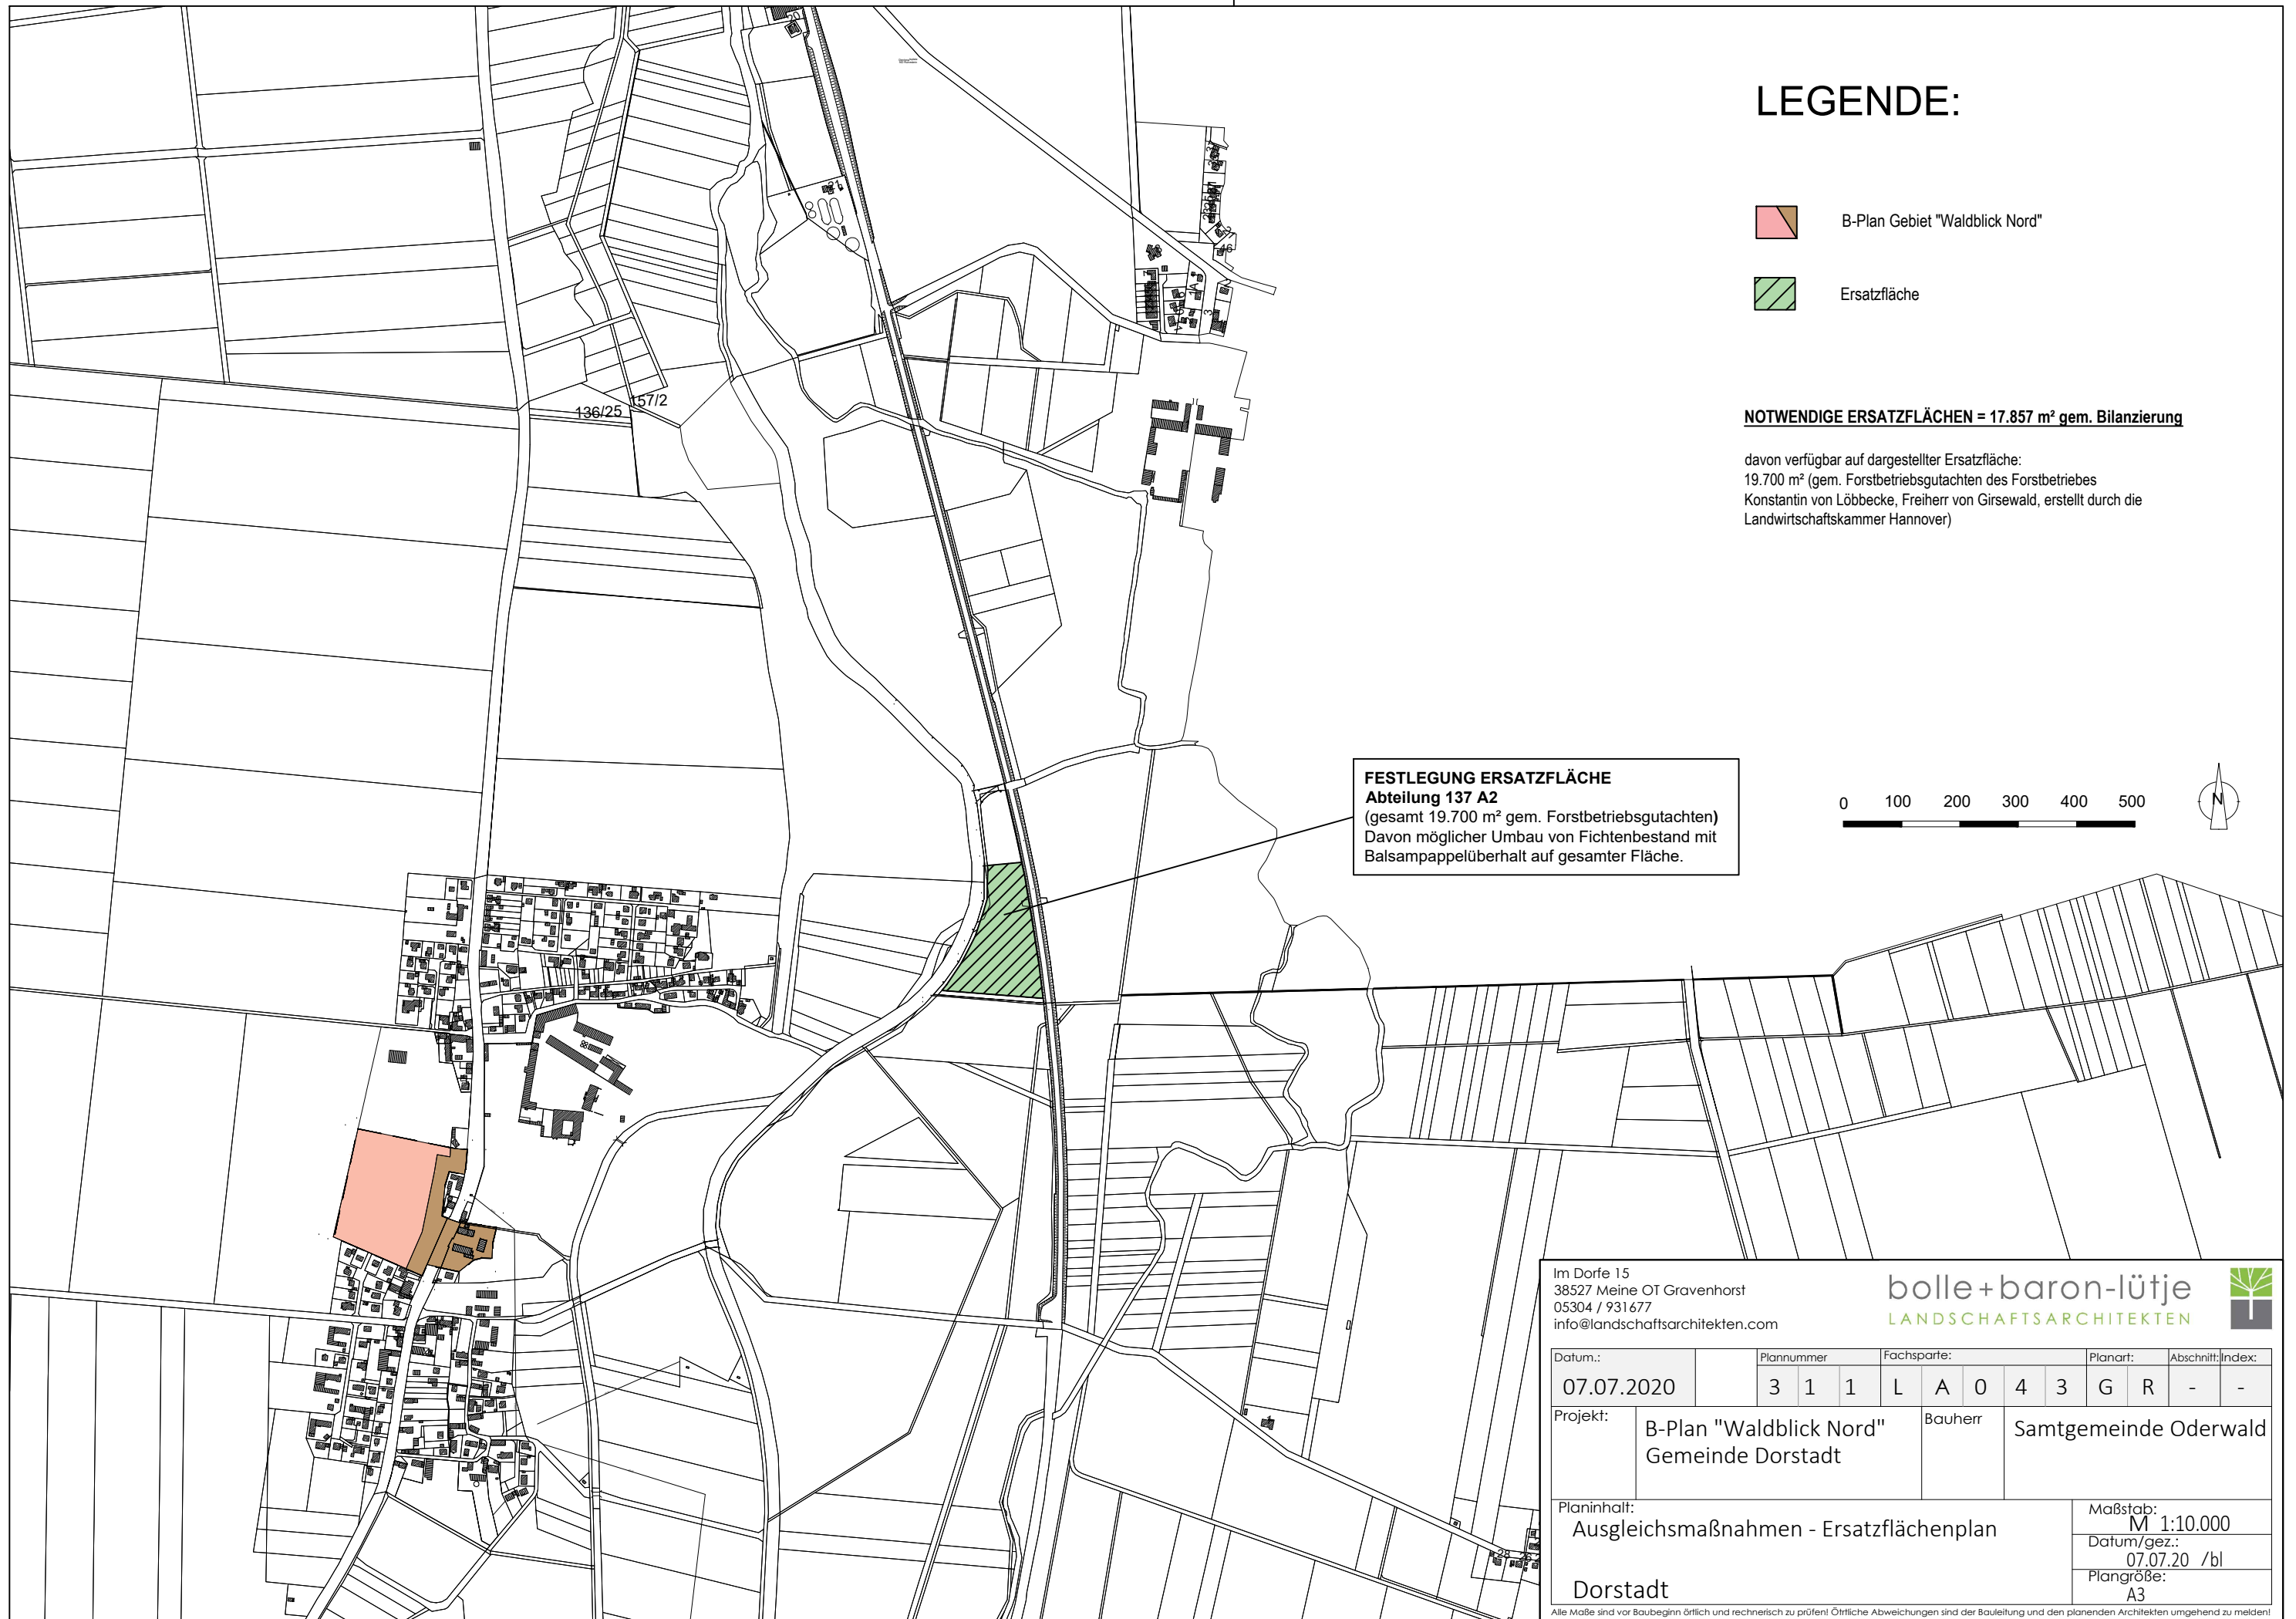 LEGENDE:
B-Plan Gebiet "Waldblick Nord"
Ersatzfläche
NOTWENDIGE ERSATZFLÄCHEN = 17.857 m² gem. Bilanzierung
davon verfügbar auf dargestellter Ersatzfläche:
19.700 m² (gem. Forstbetriebsgutachten des Forstbetriebes
Konstantin von Löbbecke, Freiherr von Girsewald, erstellt durch die
Landwirtschaftskammer Hannover)
136/25
157/2
20
21
46
1A
3
FESTLEGUNG ERSATZFLÄCHE
Abteilung 137 A2
(gesamt 19.700 m² gem. Forstbetriebsgutachten)
Davon möglicher Umbau von Fichtenbestand mit
Balsampappelüberhalt auf gesamter Fläche.
0 100 200 300 400 500
N
Im Dorfe 15
38527 Meine OT Gravenhorst
05304 / 931677
info@landschaftsarchitekten.com
bolle+baron-lütje
LANDSCHAFTSARCHITEKTEN
Datum.: Plannummer Fachsparte: Planart: Abschnitt: Index:
07.07.2020 3 1 1 L A 0 4 3 G R - -
Projekt: B-Plan "Waldblick Nord" Bauherr Samtgemeinde Oderwald
Gemeinde Dorstadt
Planinhalt:
Ausgleichsmaßnahmen - Ersatzflächenplan
Dorstadt
Maßstab:
M 1:10.000
Datum/gez.:
07.07.20 /bl
Plangröße:
A3
Alle Maße sind vor Baubeginn örtlich und rechnerisch zu prüfen! Ötrtliche Abweichungen sind der Bauleitung und den planenden Architekten umgehend zu melden!